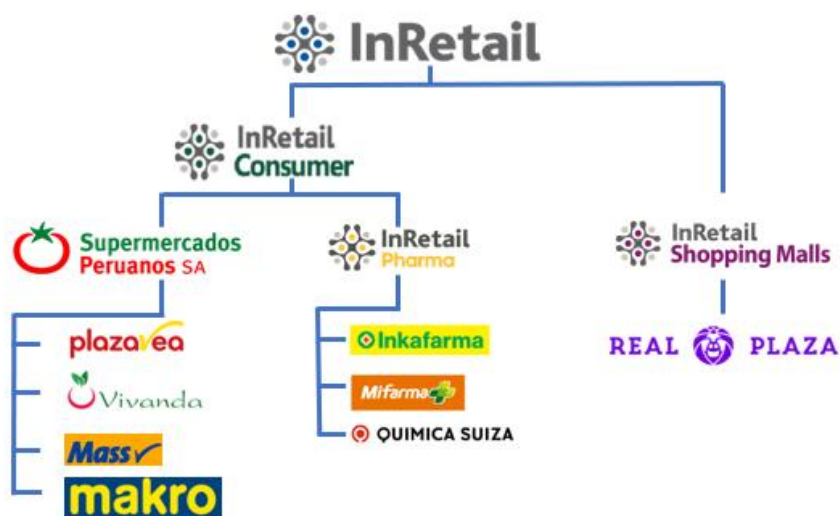 InRetail
InRetail
Consumer
Supermercados
Peruanos SA
InRetail
Pharma
InRetail
Shopping Malls
plazaVea
Vivanda
Mass
makro
Inkafarma
Mifarma
QUIMICA SUIZA
REAL PLAZA